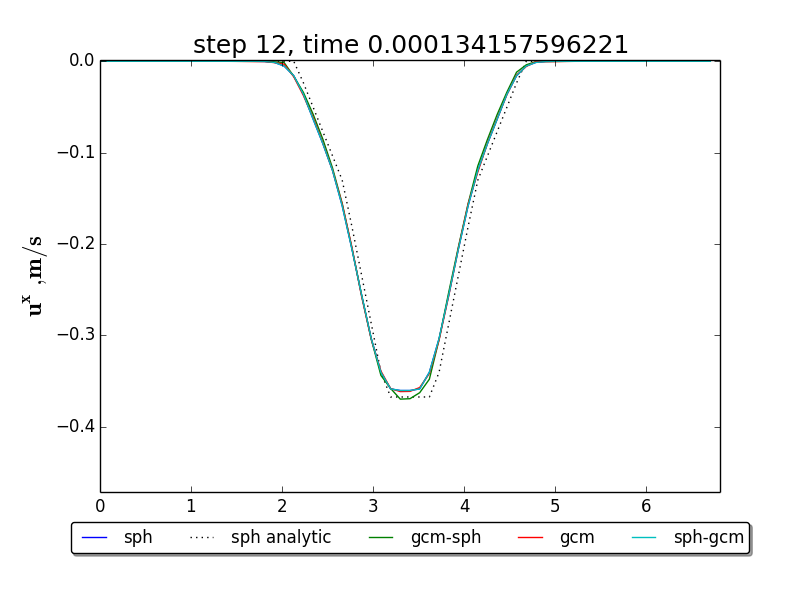 step 12, time 0.000134157596221
0.0
−0.1
−0.2
−0.3
−0.4
u^x ,m/s
0 1 2 3 4 5 6
sph sph analytic gcm-sph gcm sph-gcm